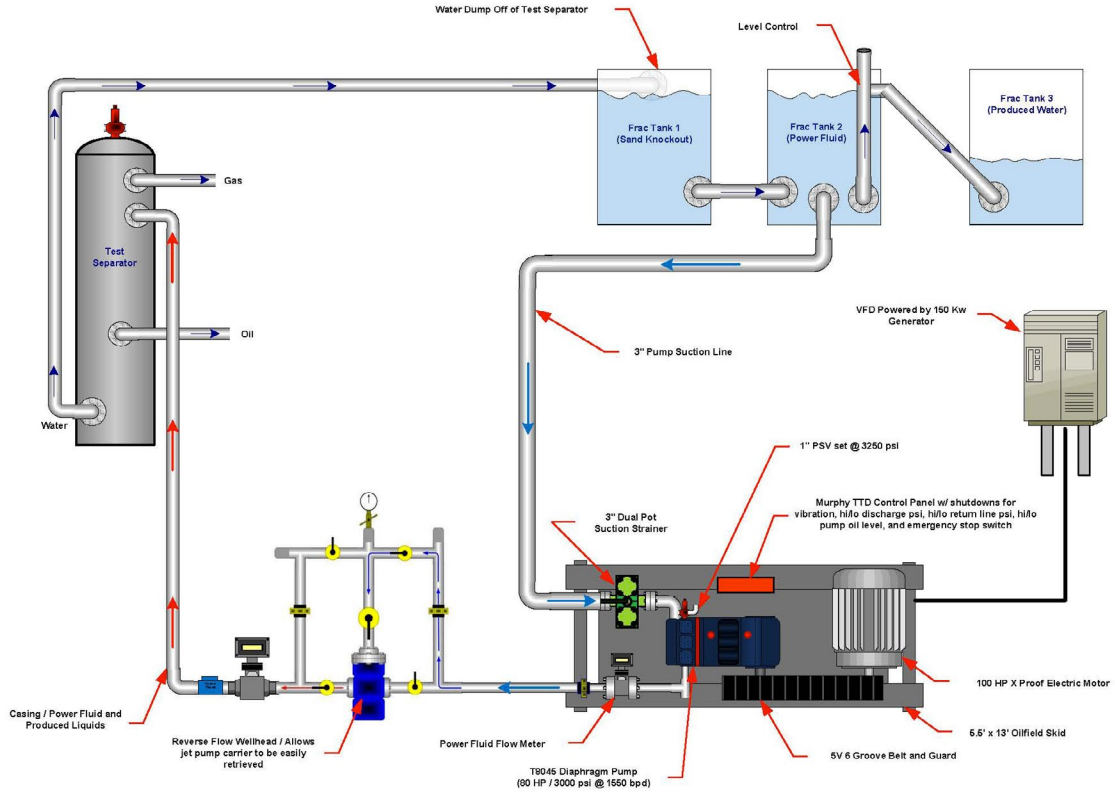 Water Dump Off of Test Separator
Level Control
Frac Tank 1
(Sand Knockout)
Frac Tank 2
(Power Fluid)
Frac Tank 3
(Produced Water)
Gas
Test
Separator
Oil
Water
3" Pump Suction Line
VFD Powered by 150 Kw
Generator
1" PSV set @ 3250 psi
3" Dual Pot
Suction Strainer
Murphy TTD Control Panel w/ shutdowns for
vibration, hi/lo discharge psi, hi/lo return line psi, hi/lo
pump oil level, and emergency stop switch
100 HP X Proof Electric Motor
5.5' x 13' Oilfield Skid
5V 6 Groove Belt and Guard
Casing / Power Fluid and
Produced Liquids
Reverse Flow Wellhead / Allows
jet pump carrier to be easily
retrieved
Power Fluid Flow Meter
T8045 Diaphragm Pump
(80 HP / 3000 psi @ 1550 bpd)